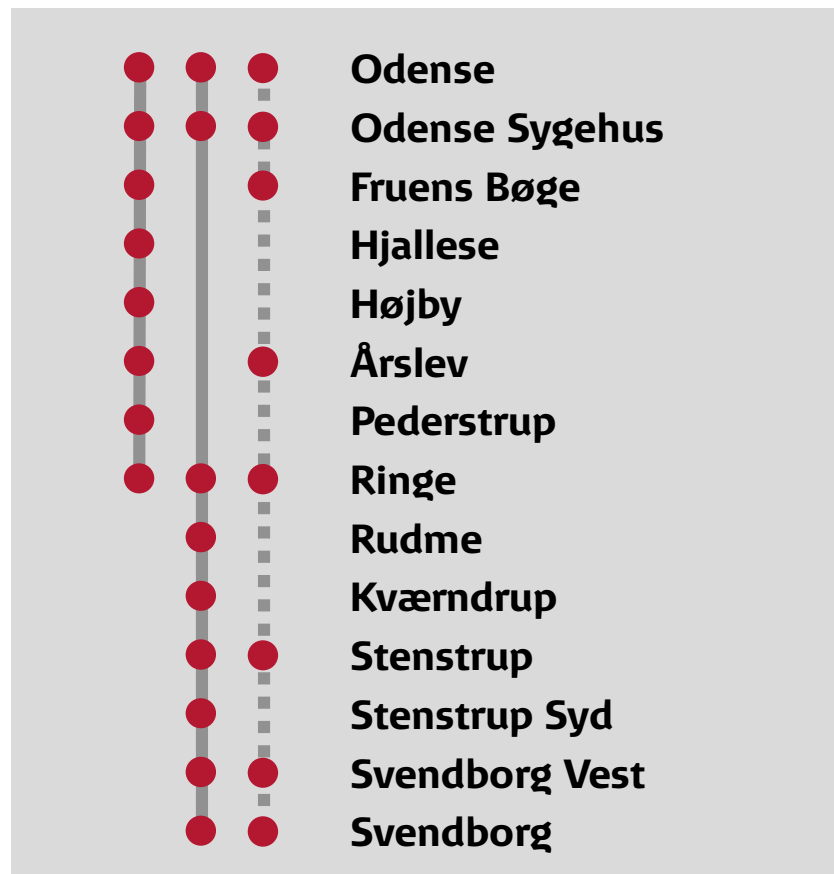 Odense
Odense Sygehus
Fruens Bøge
Hjallese
Højby
Årslev
Pederstrup
Ringe
Rudme
Kværndrup
Stenstrup
Stenstrup Syd
Svendborg Vest
Svendborg